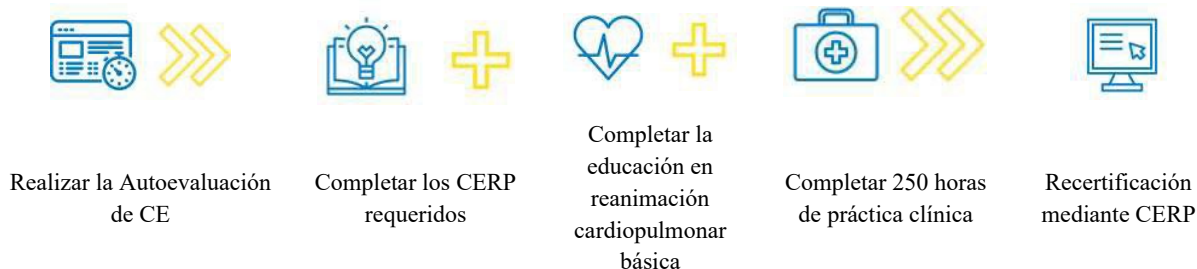 Realizar la Autoevaluación
de CE
Completar los CERP
requeridos
Completar la
educación en
reanimación
cardiopulmonar
básica
Completar 250 horas
de práctica clínica
Recertificación
mediante CERP